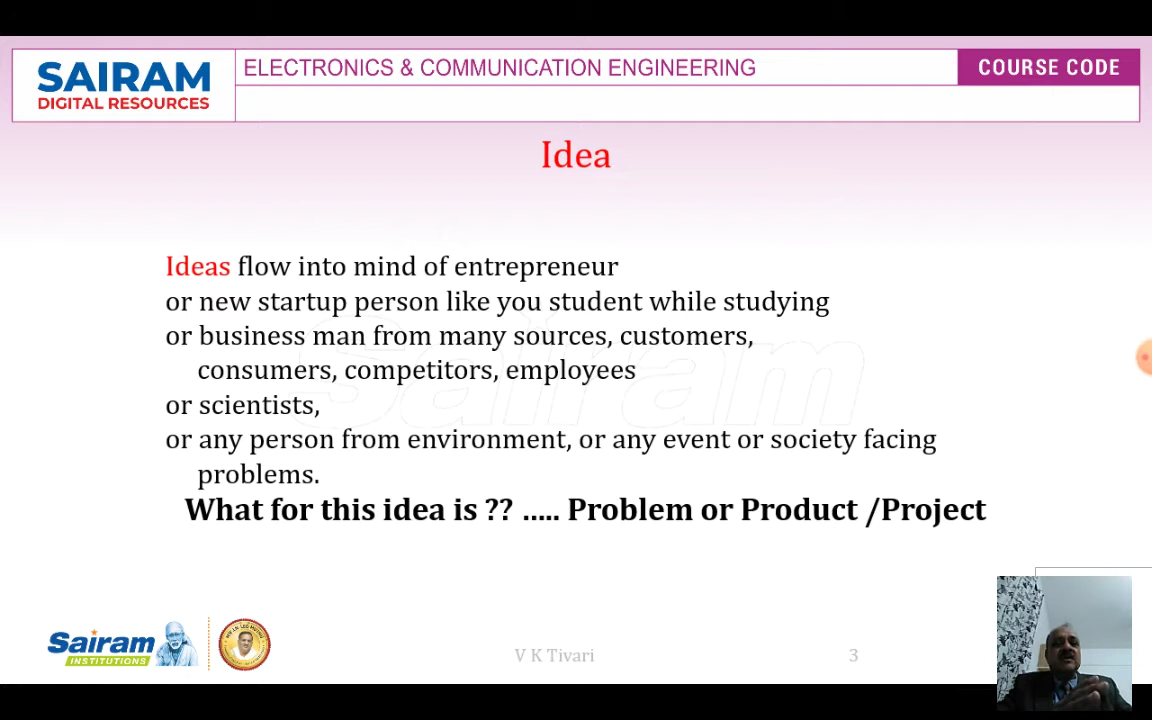 SAIRAM
DIGITAL RESOURCES
ELECTRONICS & COMMUNICATION ENGINEERING
COURSE CODE
Idea
Ideas flow into mind of entrepreneur
or new startup person like you student while studying
or business man from many sources, customers,
consumers, competitors, employees
or scientists,
or any person from environment, or any event or society facing
problems.
What for this idea is ?? ..... Problem or Product /Project
Sairam
Sairam
INSTITUTIONS
V K Tivari
3